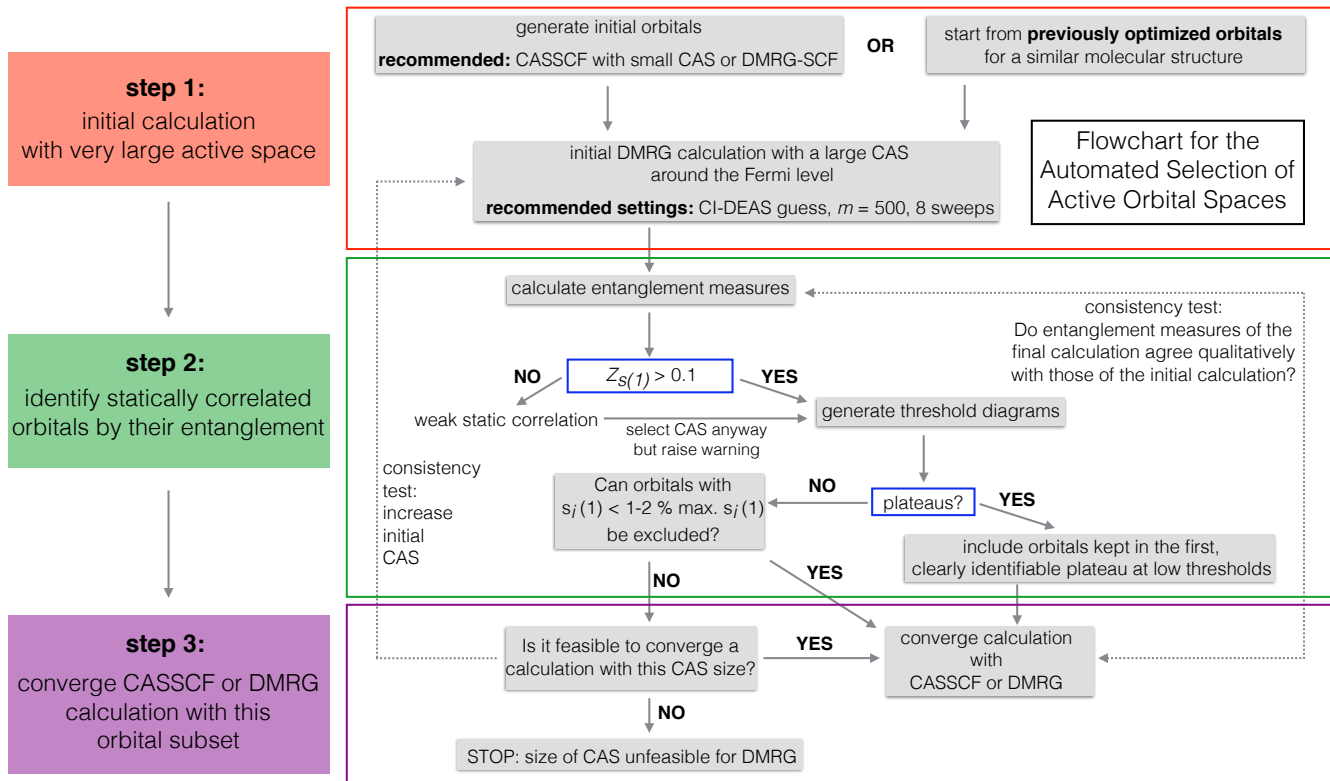 step 1:
initial calculation
with very large active space
step 2:
identify statically correlated
orbitals by their entanglement
step 3:
converge CASSCF or DMRG
calculation with this
orbital subset
generate initial orbitals
recommended: CASSCF with small CAS or DMRG-SCF
OR
start from previously optimized orbitals
for a similar molecular structure
initial DMRG calculation with a large CAS
around the Fermi level
recommended settings: CI-DEAS guess, m = 500, 8 sweeps
Flowchart for the
Automated Selection of
Active Orbital Spaces
calculate entanglement measures
consistency test:
Do entanglement measures of the
final calculation agree qualitatively
with those of the initial calculation?
NO
Zs(1) > 0.1
YES
weak static correlation
select CAS anyway
but raise warning
generate threshold diagrams
consistency
test:
increase
initial
CAS
Can orbitals with
si(1) < 1-2 % max. si(1)
be excluded?
NO
plateaus?
YES
include orbitals kept in the first,
clearly identifiable plateau at low thresholds
NO
YES
Is it feasible to converge a
calculation with this CAS size?
YES
converge calculation
with
CASSCF or DMRG
NO
STOP: size of CAS unfeasible for DMRG